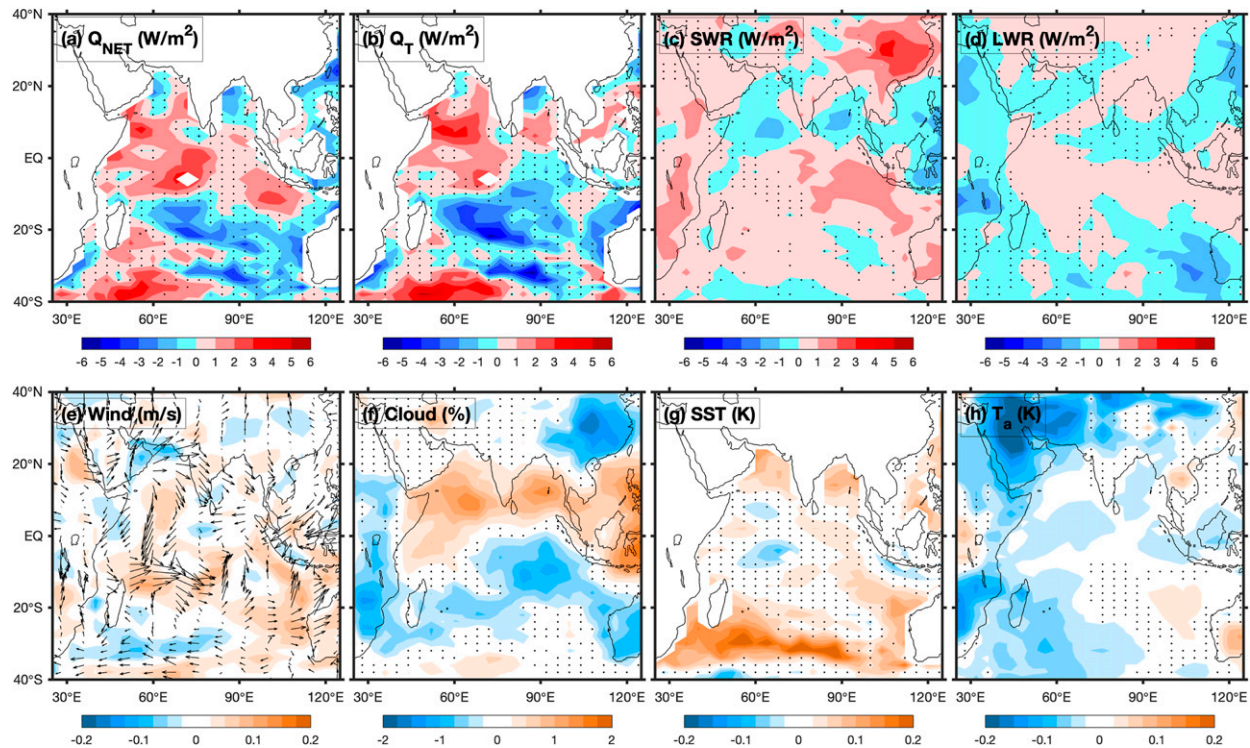 (a) Q_NET (W/m²) (b) Q_T (W/m²) (c) SWR (W/m²) (d) LWR (W/m²)
40°N
20°N
EQ
20°S
40°S
30°E 60°E 90°E 120°E 30°E 60°E 90°E 120°E 30°E 60°E 90°E 120°E 30°E 60°E 90°E 120°E
-6 -5 -4 -3 -2 -1 0 1 2 3 4 5 6 -6 -5 -4 -3 -2 -1 0 1 2 3 4 5 6 -6 -5 -4 -3 -2 -1 0 1 2 3 4 5 6 -6 -5 -4 -3 -2 -1 0 1 2 3 4 5 6
(e) Wind (m/s) (f) Cloud (%) (g) SST (K) (h) T_a (K)
40°N
20°N
EQ
20°S
40°S
30°E 60°E 90°E 120°E 30°E 60°E 90°E 120°E 30°E 60°E 90°E 120°E 30°E 60°E 90°E 120°E
-0.2 -0.1 0 0.1 0.2 -2 -1 0 1 2 -0.2 -0.1 0 0.1 0.2 -0.2 -0.1 0 0.1 0.2